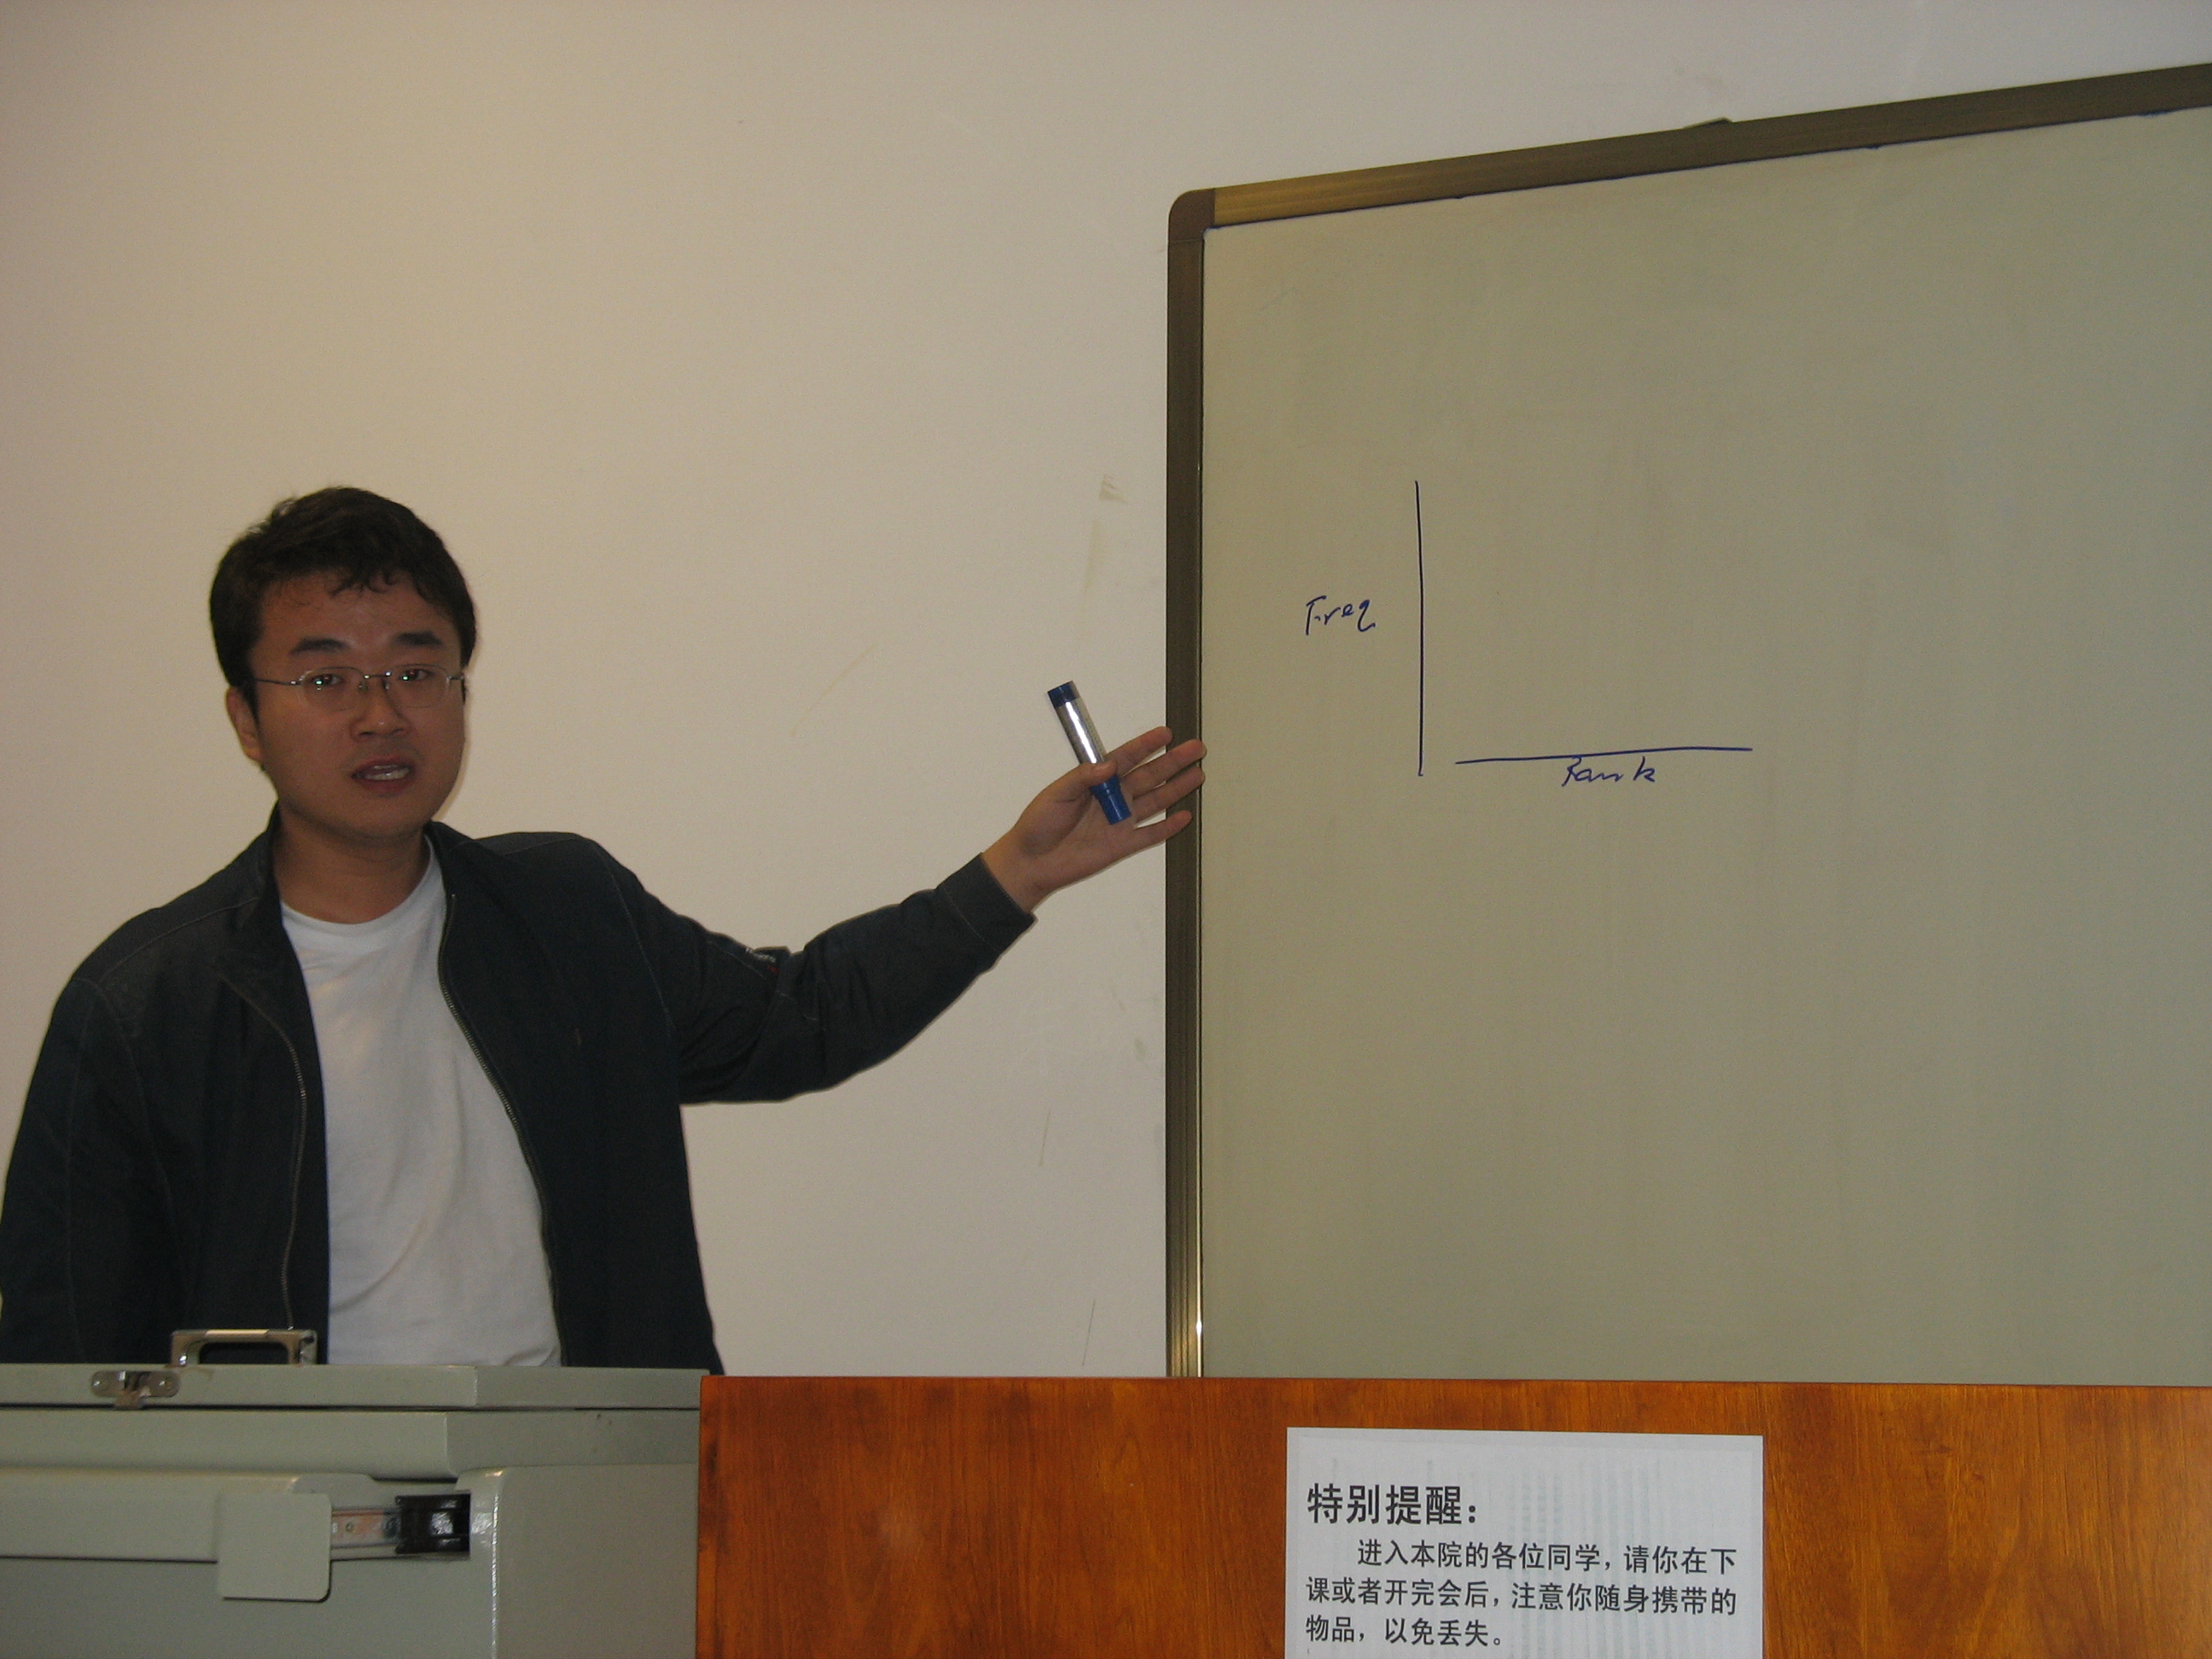 Freq
Rank
特别提醒：
进入本院的各位同学，请你在下
课或者开完会后，注意你随身携带的
物品，以免丢失。